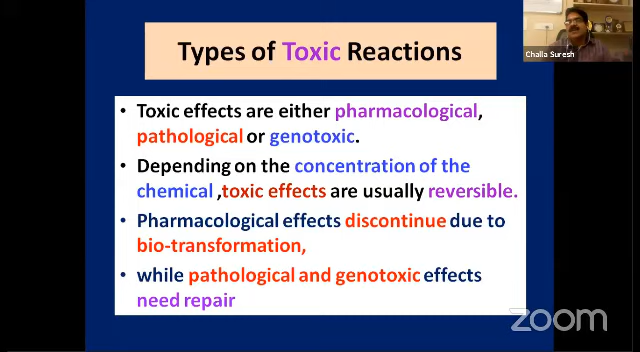 Types of Toxic Reactions
Challa Suresh
• Toxic effects are either pharmacological,
pathological or genotoxic.
• Depending on the concentration of the
chemical ,toxic effects are usually reversible.
• Pharmacological effects discontinue due to
bio-transformation,
• while pathological and genotoxic effects
need repair
zoom